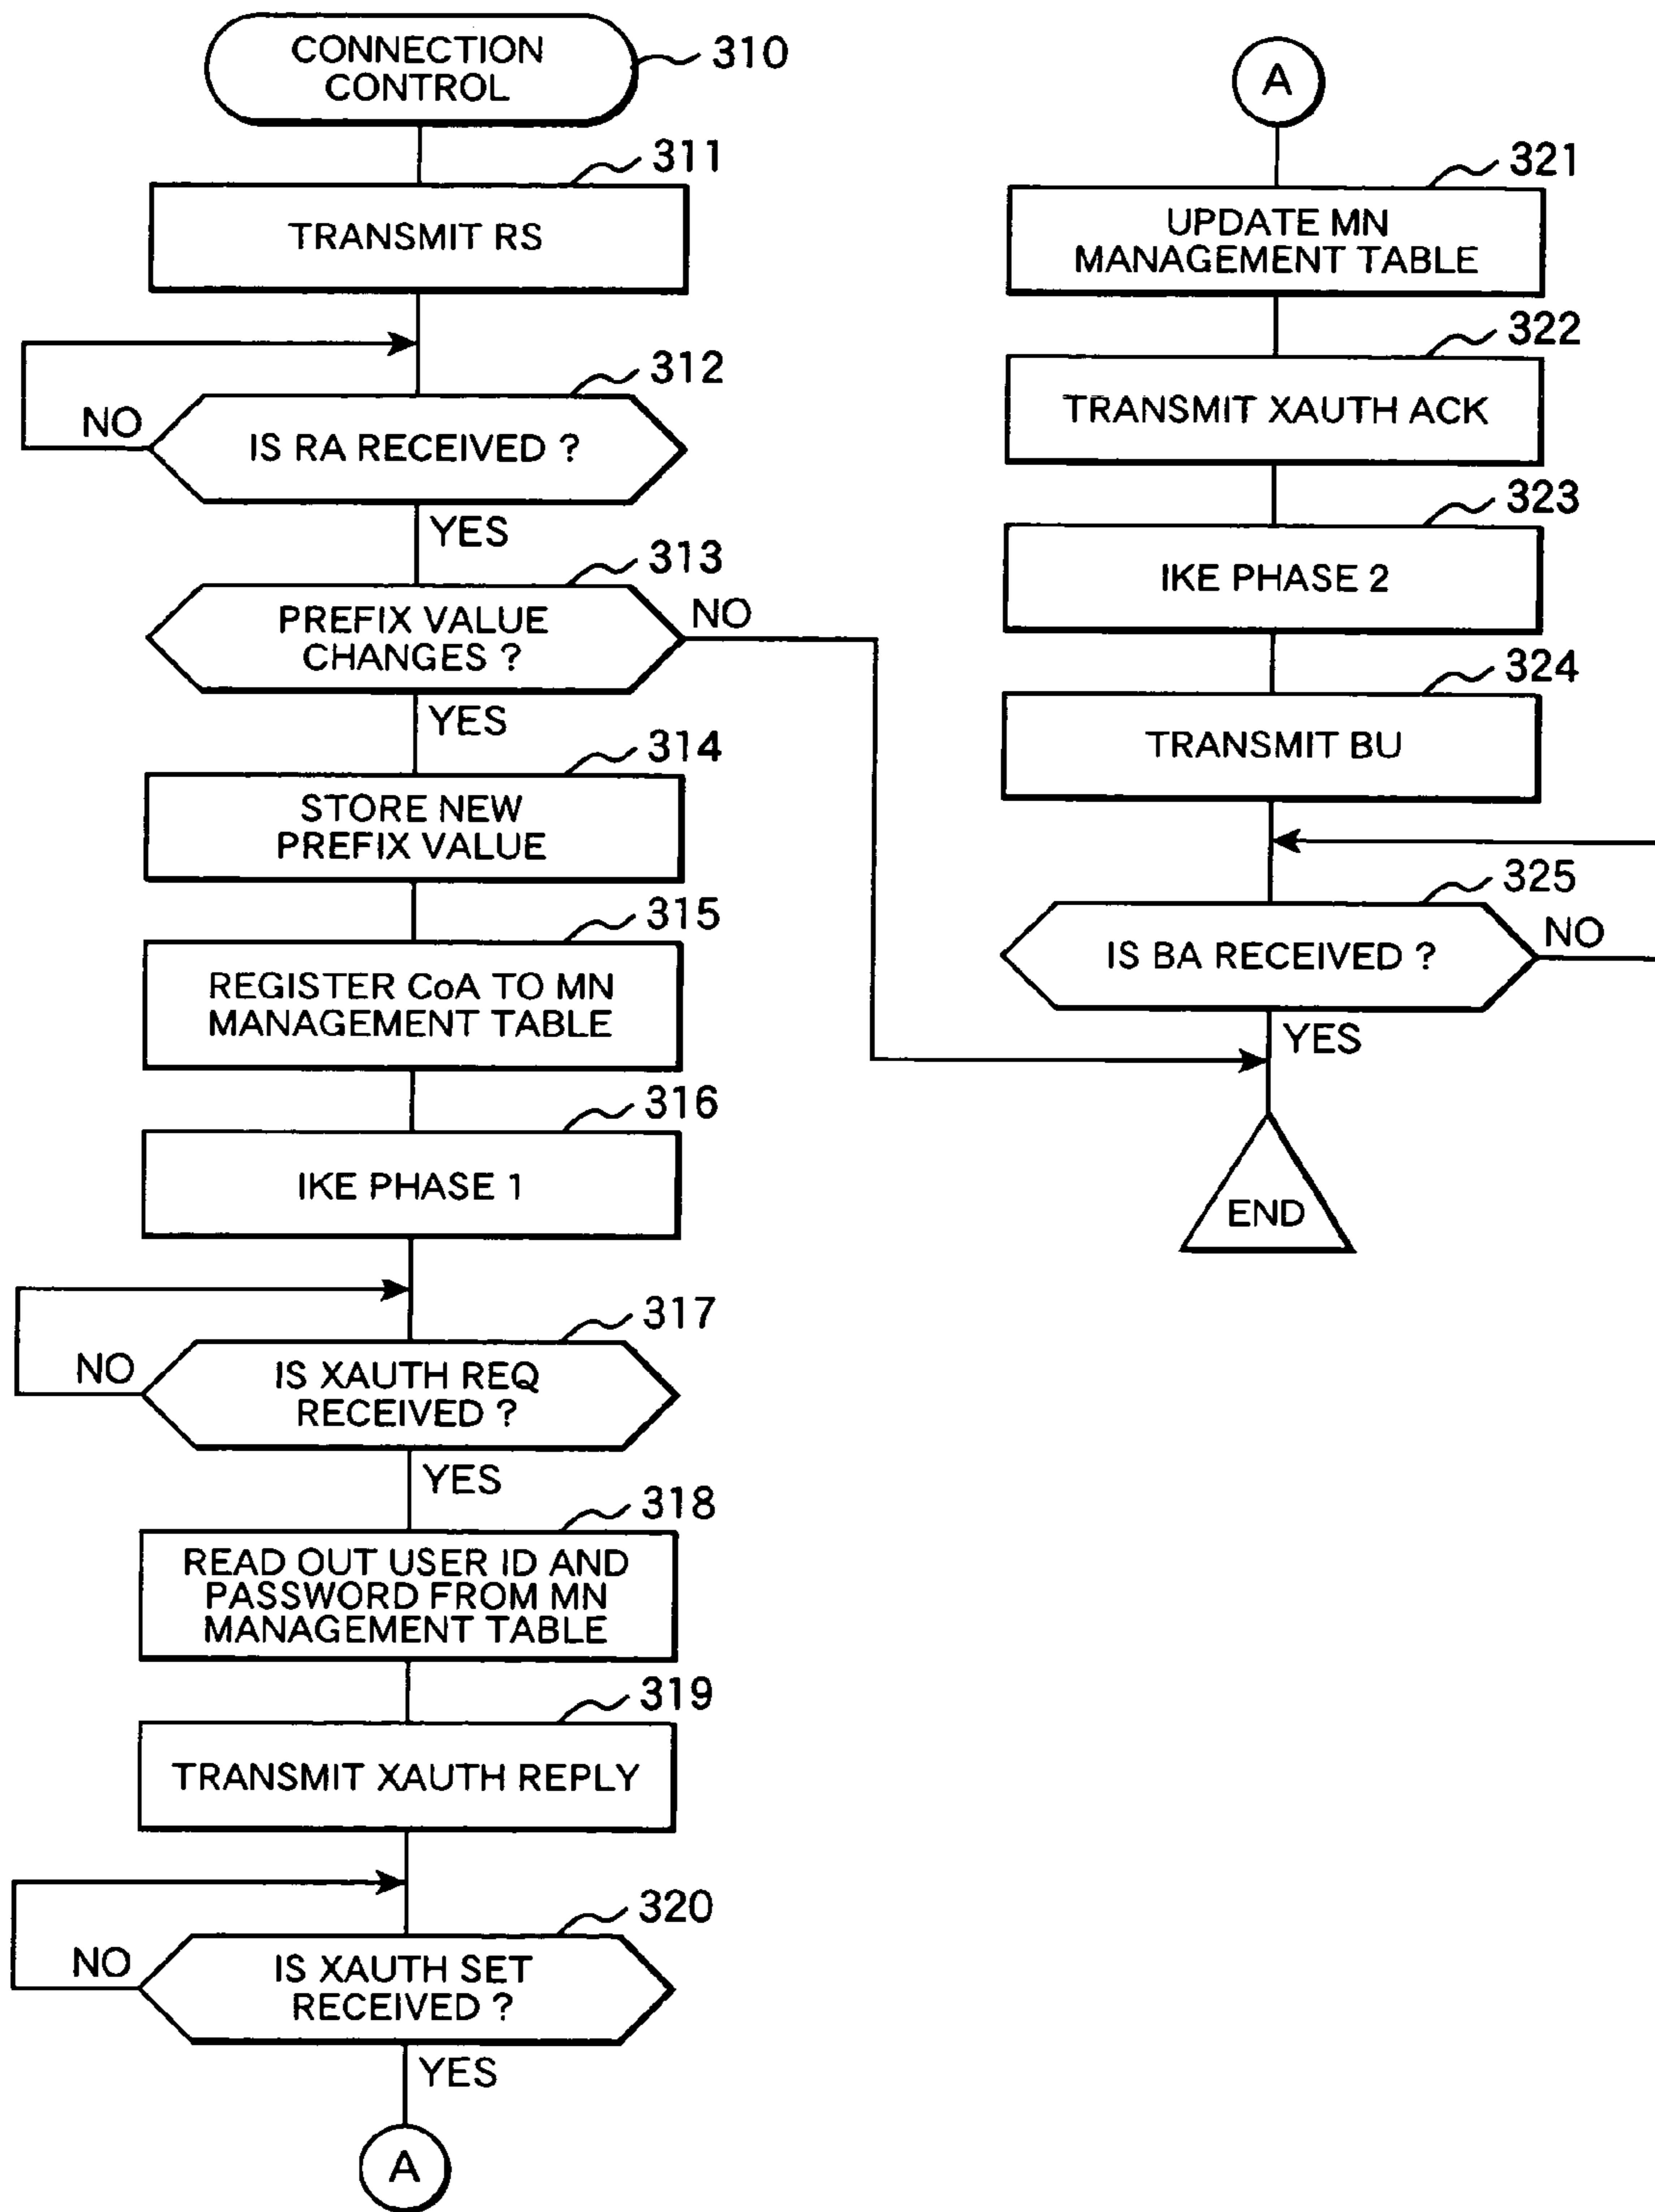 CONNECTION
CONTROL
310
311
TRANSMIT RS
312
NO
IS RA RECEIVED ?
YES
313
PREFIX VALUE
CHANGES ?
NO
YES
314
STORE NEW
PREFIX VALUE
315
REGISTER CoA TO MN
MANAGEMENT TABLE
316
IKE PHASE 1
317
NO
IS XAUTH REQ
RECEIVED ?
YES
318
READ OUT USER ID AND
PASSWORD FROM MN
MANAGEMENT TABLE
319
TRANSMIT XAUTH REPLY
320
NO
IS XAUTH SET
RECEIVED ?
YES
A
A
321
UPDATE MN
MANAGEMENT TABLE
322
TRANSMIT XAUTH ACK
323
IKE PHASE 2
324
TRANSMIT BU
325
IS BA RECEIVED ?
NO
YES
END